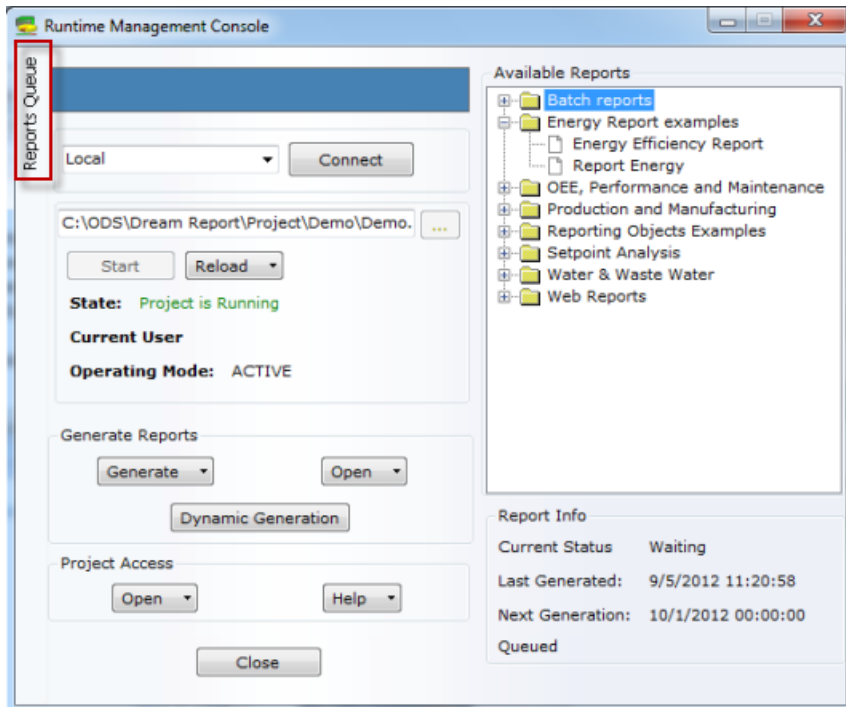 Runtime Management Console
Reports Queue
Local
Connect
C:\ODS\Dream Report\Project\Demo\Demo.
...
Start
Reload
State: Project is Running
Current User
Operating Mode: ACTIVE
Generate Reports
Generate
Open
Dynamic Generation
Project Access
Open
Help
Close
Available Reports
Batch reports
Energy Report examples
Energy Efficiency Report
Report Energy
OEE, Performance and Maintenance
Production and Manufacturing
Reporting Objects Examples
Setpoint Analysis
Water & Waste Water
Web Reports
Report Info
Current Status Waiting
Last Generated: 9/5/2012 11:20:58
Next Generation: 10/1/2012 00:00:00
Queued